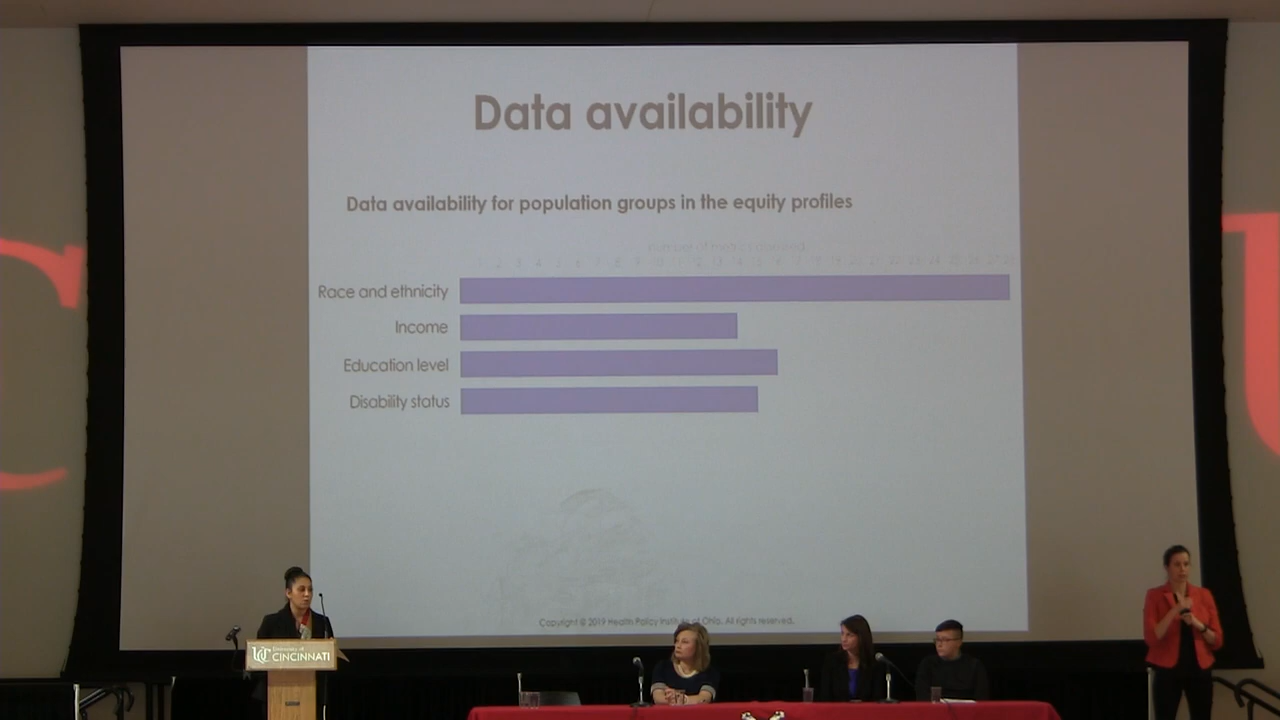 Data availability
Data availability for population groups in the equity profiles
Race and ethnicity
Income
Education level
Disability status
Copyright © 2019 Health Policy Institute of Ohio. All rights reserved.
UC University of
CINCINNATI